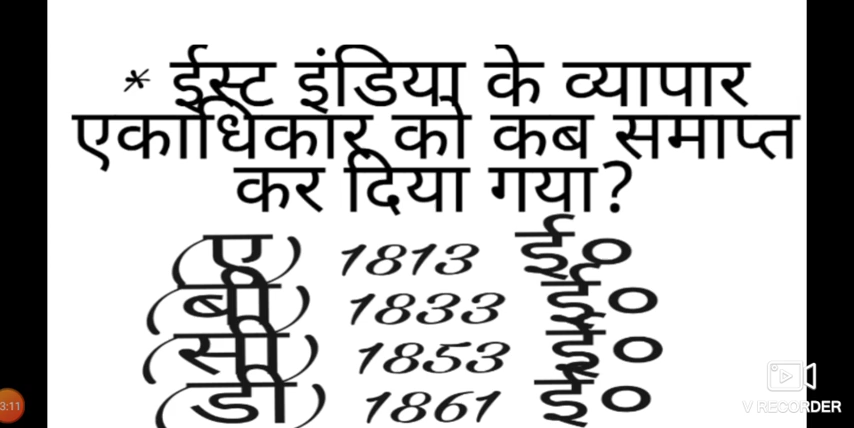 * ईस्ट इंडिया के व्यापार
एकाधिकार को कब समाप्त
कर दिया गया?
(ए) 1813 ई०
(बी) 1833 ई०
(सी) 1853 ई०
(डी) 1861 ई०
3:11
V RECORDER